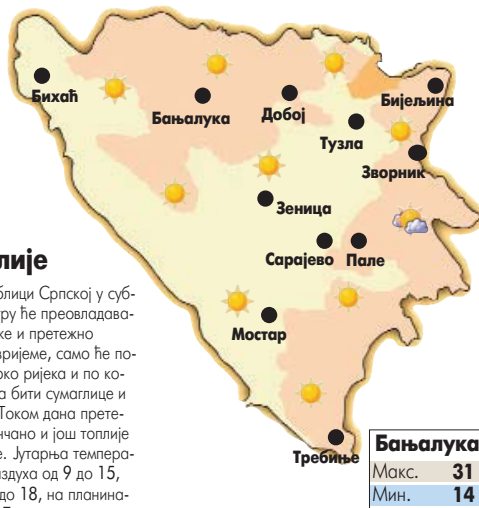 Бихаћ
Бањалука
Добој
Бијељина
Тузла
Зворник
Зеница
Сарајево
Пале
Мостар
Требиње
лије
блици Српској у суб-
тру ће преовладава-
ке и претежно
вријеме, само ће по-
око ријека и по ко-
а бити сумаглице и
Током дана прете-
нчано и још топлије
е. Јутарња темпера-
аздуха од 9 до 15,
до 18, на планина-
Бањалука
Макс. 31
Мин. 14